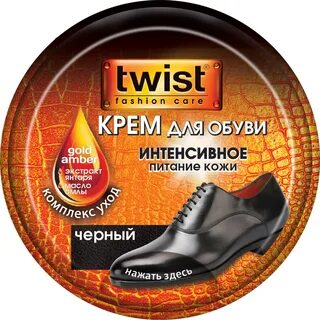 twist®
fashion care
КРЕМ ДЛЯ ОБУВИ
ИНТЕНСИВНОЕ
питание кожи
gold
amber
экстракт
янтаря
масло
амлы
КОМПЛЕКС УХОД
черный
нажать здесь